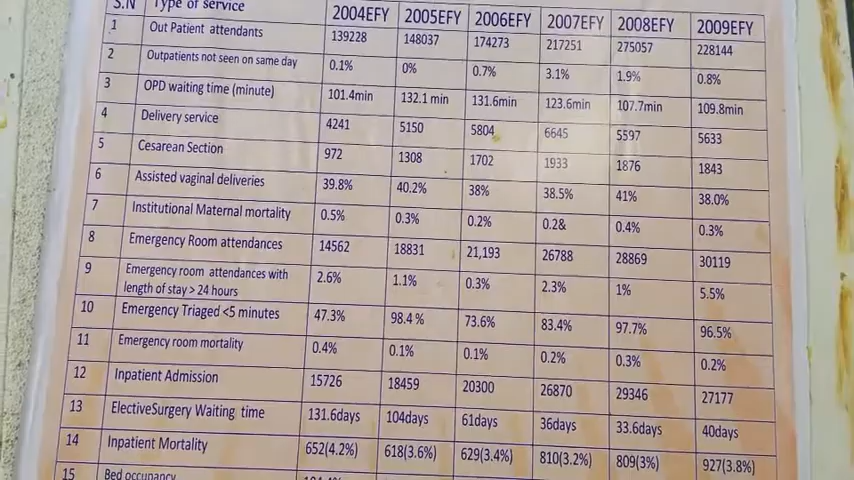 S.N Type of service 2004EFY 2005EFY 2006EFY 2007EFY 2008EFY 2009EFY
1 Out Patient attendants 139228 148037 174273 217251 275057 228144
2 Outpatients not seen on same day 0.1% 0% 0.7% 3.1% 1.9% 0.8%
3 OPD waiting time (minute) 101.4min 132.1 min 131.6min 123.6min 107.7min 109.8min
4 Delivery service 4241 5150 5804 6645 5597 5633
5 Cesarean Section 972 1308 1702 1933 1876 1843
6 Assisted vaginal deliveries 39.8% 40.2% 38% 38.5% 41% 38.0%
7 Institutional Maternal mortality 0.5% 0.3% 0.2% 0.2& 0.4% 0.3%
8 Emergency Room attendances 14562 18831 21,193 26788 28869 30119
9 Emergency room attendances with length of stay > 24 hours 2.6% 1.1% 0.3% 2.3% 1% 5.5%
10 Emergency Triaged <5 minutes 47.3% 98.4 % 73.6% 83.4% 97.7% 96.5%
11 Emergency room mortality 0.4% 0.1% 0.1% 0.2% 0.3% 0.2%
12 Inpatient Admission 15726 18459 20300 26870 29346 27177
13 ElectiveSurgery Waiting time 131.6days 104days 61days 36days 33.6days 40days
14 Inpatient Mortality 652(4.2%) 618(3.6%) 629(3.4%) 810(3.2%) 809(3%) 927(3.8%)
15 Bed occupancy